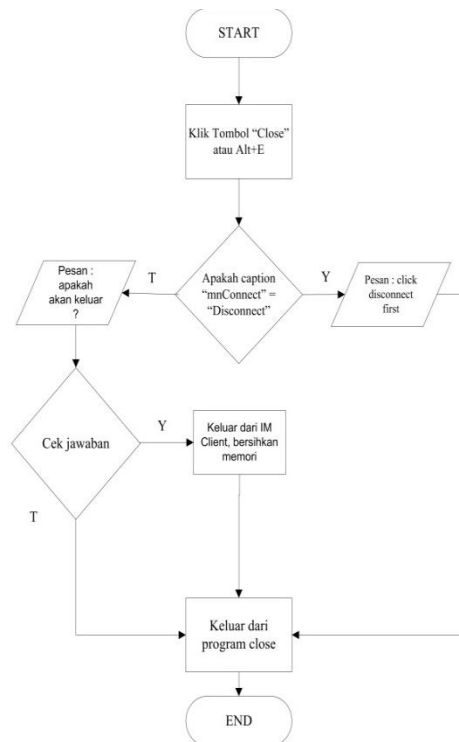 START
Klik Tombol “Close”
atau Alt+E
Pesan :
apakah
akan keluar
?
T
Apakah caption
“mnConnect” =
“Disconnect”
Y
Pesan : click
disconnect
first
Cek jawaban
Y
Keluar dari IM
Client, bersihkan
memori
T
Keluar dari
program close
END